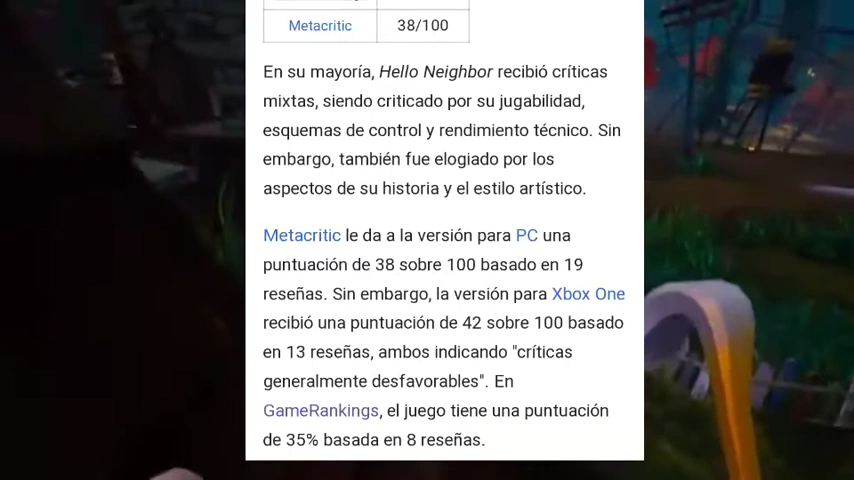 Metacritic 38/100
En su mayoría, Hello Neighbor recibió críticas
mixtas, siendo criticado por su jugabilidad,
esquemas de control y rendimiento técnico. Sin
embargo, también fue elogiado por los
aspectos de su historia y el estilo artístico.
Metacritic le da a la versión para PC una
puntuación de 38 sobre 100 basado en 19
reseñas. Sin embargo, la versión para Xbox One
recibió una puntuación de 42 sobre 100 basado
en 13 reseñas, ambos indicando "críticas
generalmente desfavorables". En
GameRankings, el juego tiene una puntuación
de 35% basada en 8 reseñas.